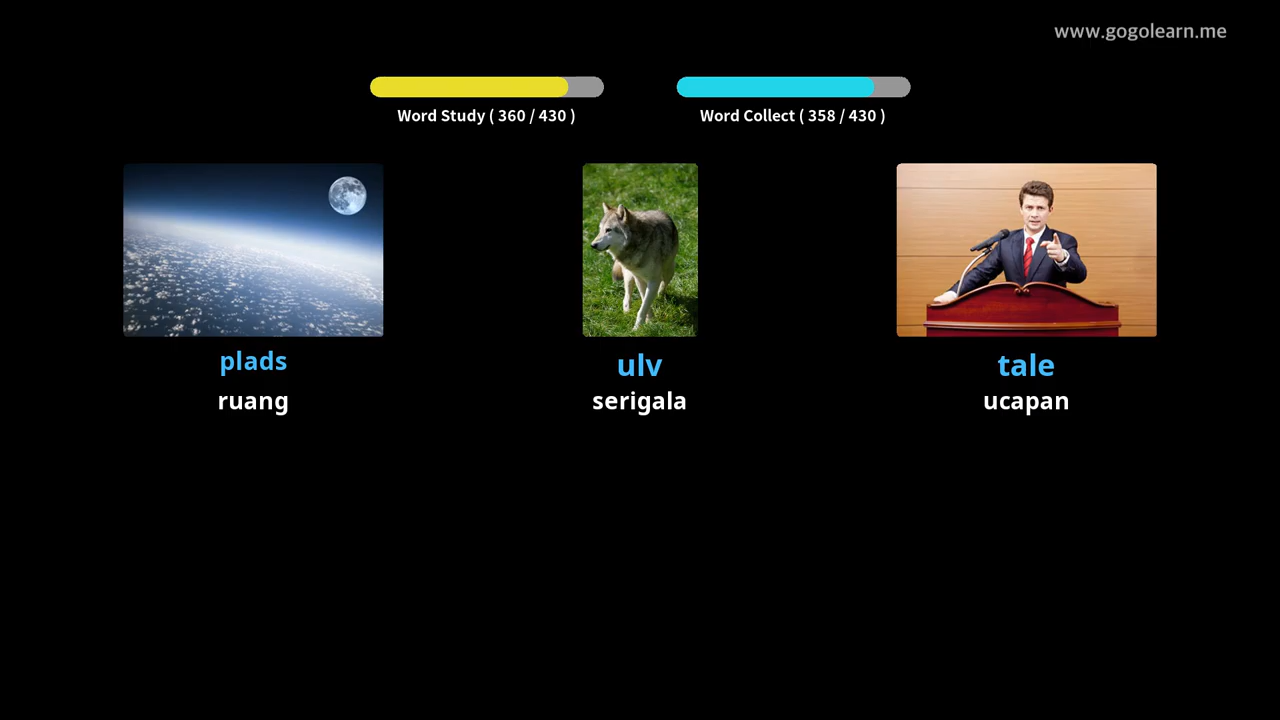 www.gogolearn.me
Word Study ( 360 / 430 )
Word Collect ( 358 / 430 )
plads
ulv
tale
ruang
serigala
ucapan